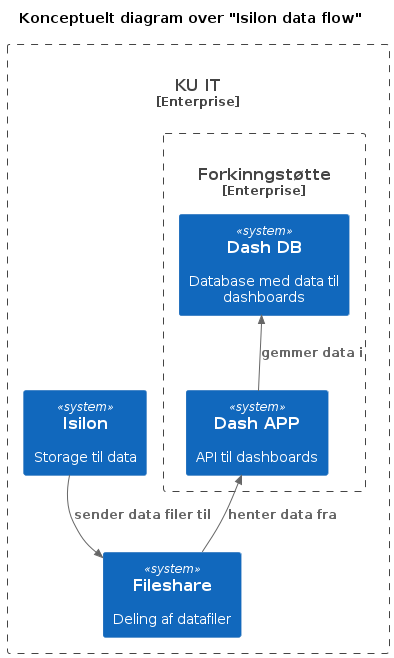 Konceptuelt diagram over "Isilon data flow"
KU IT
[Enterprise]
Forkinngstøtte
[Enterprise]
«system»
Dash DB
Database med data til
dashboards
gemmer data i
«system»
Isilon
Storage til data
«system»
Dash APP
API til dashboards
sender data filer til
henter data fra
«system»
Fileshare
Deling af datafiler